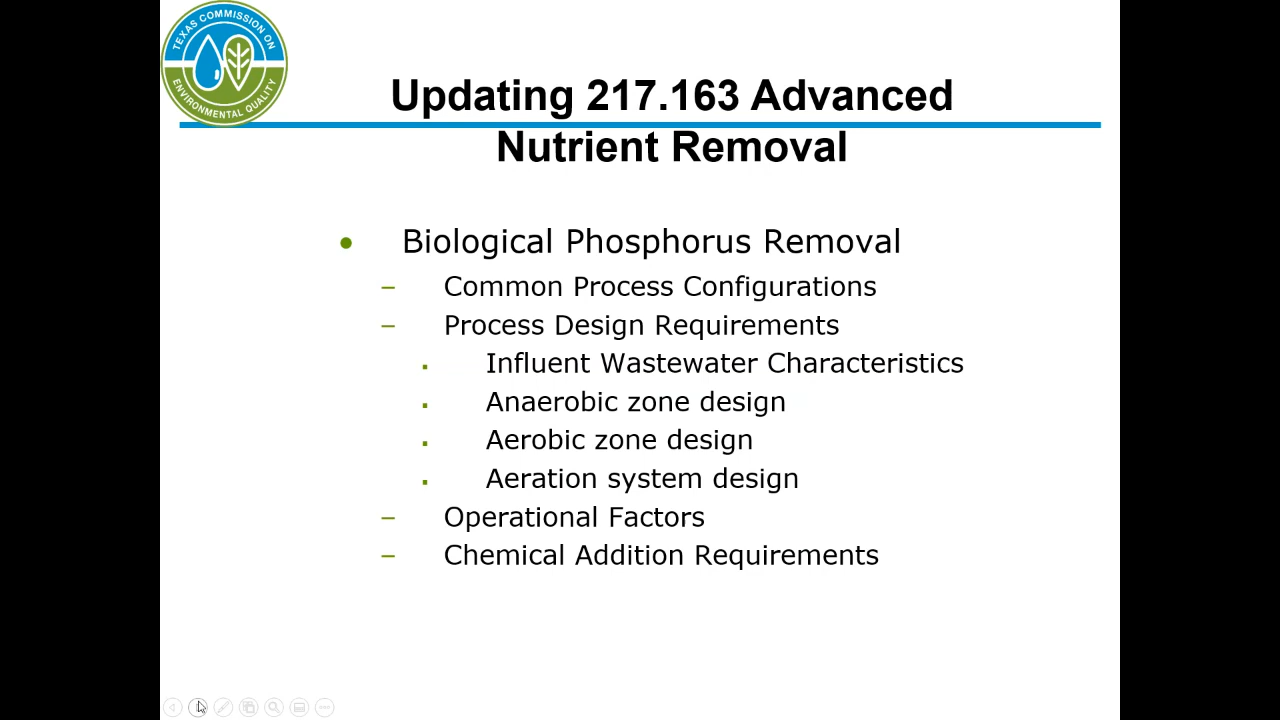 TEXAS COMMISSION ON
ENVIRONMENTAL QUALITY
Updating 217.163 Advanced
Nutrient Removal
• Biological Phosphorus Removal
– Common Process Configurations
– Process Design Requirements
▪ Influent Wastewater Characteristics
▪ Anaerobic zone design
▪ Aerobic zone design
▪ Aeration system design
– Operational Factors
– Chemical Addition Requirements